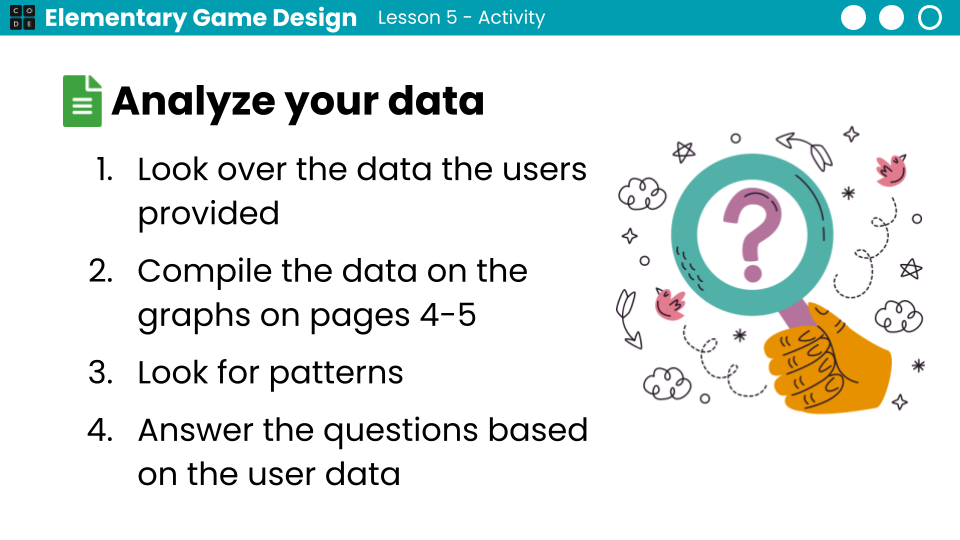 CODE
Elementary Game Design Lesson 5 - Activity
Analyze your data
1. Look over the data the users
provided
2. Compile the data on the
graphs on pages 4-5
3. Look for patterns
4. Answer the questions based
on the user data
?